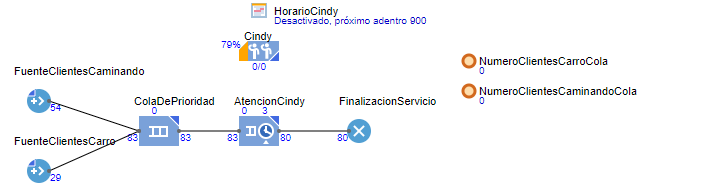 HorarioCindy
Desactivado, próximo adentro 900
Cindy
79%
0/0
NumeroClientesCarroCola
0
NumeroClientesCaminandoCola
0
FuenteClientesCaminando
54
ColaDePrioridad
0
83
83
AtencionCindy
0
3
83
80
FinalizacionServicio
80
FuenteClientesCarro
29